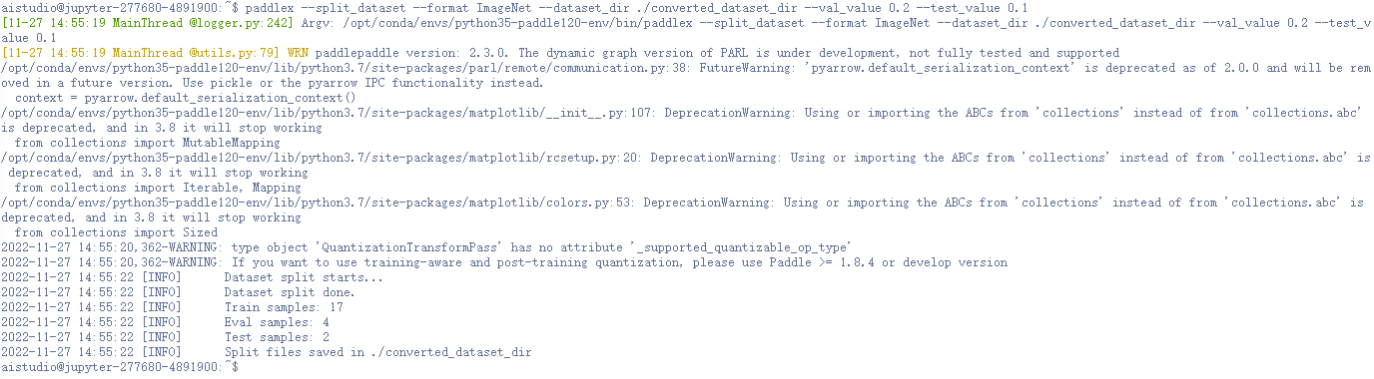 aistudio@jupyter-277680-4891900:~$ paddlex --split_dataset --format ImageNet --dataset_dir ./converted_dataset_dir --val_value 0.2 --test_value 0.1
[11-27 14:55:19 MainThread @logger.py:242] Argv: /opt/conda/envs/python35-paddle120-env/bin/paddlex --split_dataset --format ImageNet --dataset_dir ./converted_dataset_dir --val_value 0.2 --test_v
alue 0.1
[11-27 14:55:19 MainThread @utils.py:79] WRN paddlepaddle version: 2.3.0. The dynamic graph version of PARL is under development, not fully tested and supported
/opt/conda/envs/python35-paddle120-env/lib/python3.7/site-packages/parl/remote/communication.py:38: FutureWarning: 'pyarrow.default_serialization_context' is deprecated as of 2.0.0 and will be rem
oved in a future version. Use pickle or the pyarrow IPC functionality instead.
  context = pyarrow.default_serialization_context()
/opt/conda/envs/python35-paddle120-env/lib/python3.7/site-packages/matplotlib/__init__.py:107: DeprecationWarning: Using or importing the ABCs from 'collections' instead of from 'collections.abc'
is deprecated, and in 3.8 it will stop working
  from collections import MutableMapping
/opt/conda/envs/python35-paddle120-env/lib/python3.7/site-packages/matplotlib/rcsetup.py:20: DeprecationWarning: Using or importing the ABCs from 'collections' instead of from 'collections.abc' is
 deprecated, and in 3.8 it will stop working
  from collections import Iterable, Mapping
/opt/conda/envs/python35-paddle120-env/lib/python3.7/site-packages/matplotlib/colors.py:53: DeprecationWarning: Using or importing the ABCs from 'collections' instead of from 'collections.abc' is
deprecated, and in 3.8 it will stop working
  from collections import Sized
2022-11-27 14:55:20,362-WARNING: type object 'QuantizationTransformPass' has no attribute '_supported_quantizable_op_type'
2022-11-27 14:55:20,362-WARNING: If you want to use training-aware and post-training quantization, please use Paddle >= 1.8.4 or develop version
2022-11-27 14:55:22 [INFO]      Dataset split starts...
2022-11-27 14:55:22 [INFO]      Dataset split done.
2022-11-27 14:55:22 [INFO]      Train samples: 17
2022-11-27 14:55:22 [INFO]      Eval samples: 4
2022-11-27 14:55:22 [INFO]      Test samples: 2
2022-11-27 14:55:22 [INFO]      Split files saved in ./converted_dataset_dir
aistudio@jupyter-277680-4891900:~$